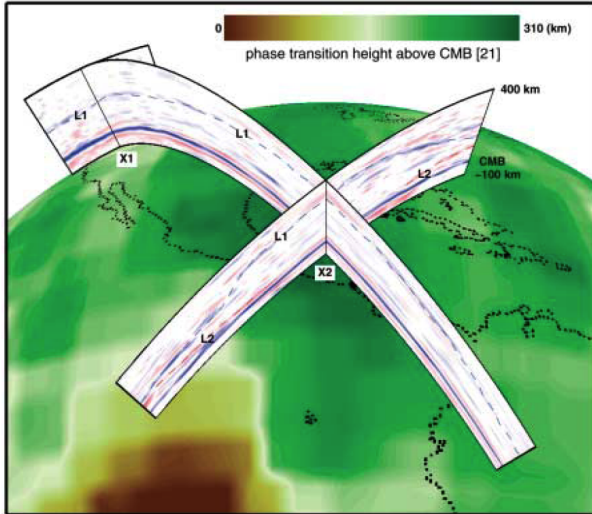 0
310 (km)
phase transition height above CMB [21]
400 km
L1
L1
X1
L2
CMB
~100 km
L1
X2
L2